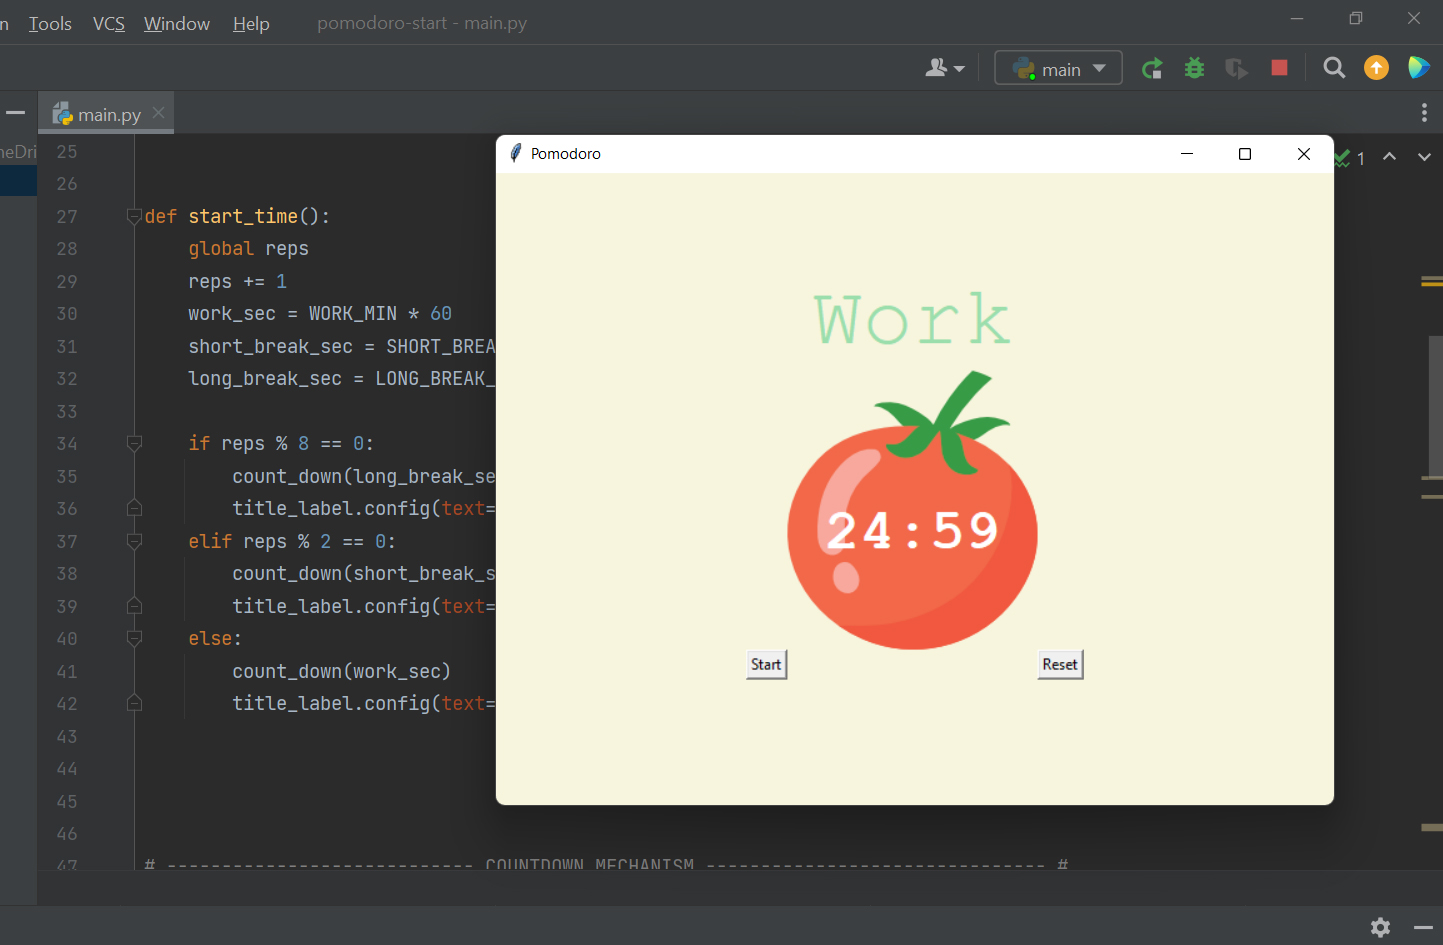 n Tools VCS Window Help pomodoro-start - main.py
main
main.py
neDri
1
25
26
27 def start_time():
28 global reps
29 reps += 1
30 work_sec = WORK_MIN * 60
31 short_break_sec = SHORT_BREA
32 long_break_sec = LONG_BREAK_
33
34 if reps % 8 == 0:
35 count_down(long_break_se
36 title_label.config(text=
37 elif reps % 2 == 0:
38 count_down(short_break_s
39 title_label.config(text=
40 else:
41 count_down(work_sec)
42 title_label.config(text=
43
44
45
46
47 # ---------------------------- COUNTDOWN MECHANISM ------------------------------- #
Pomodoro
Work
24:59
Start Reset